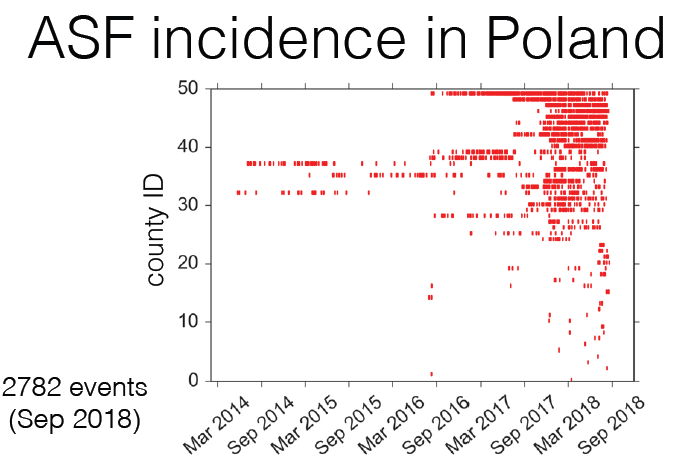 ASF incidence in Poland
50
40
30
20
10
0
county ID
Mar 2014
Sep 2014
Mar 2015
Sep 2015
Mar 2016
Sep 2016
Mar 2017
Sep 2017
Mar 2018
Sep 2018
2782 events
(Sep 2018)